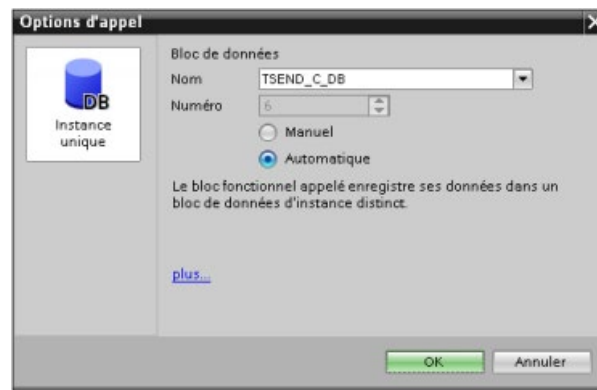 Options d'appel
X
DB
Instance
unique
Bloc de données
Nom
TSEND_C_DB
Numéro
6
Manuel
Automatique
Le bloc fonctionnel appelé enregistre ses données dans un
bloc de données d'instance distinct.
plus...
OK
Annuler